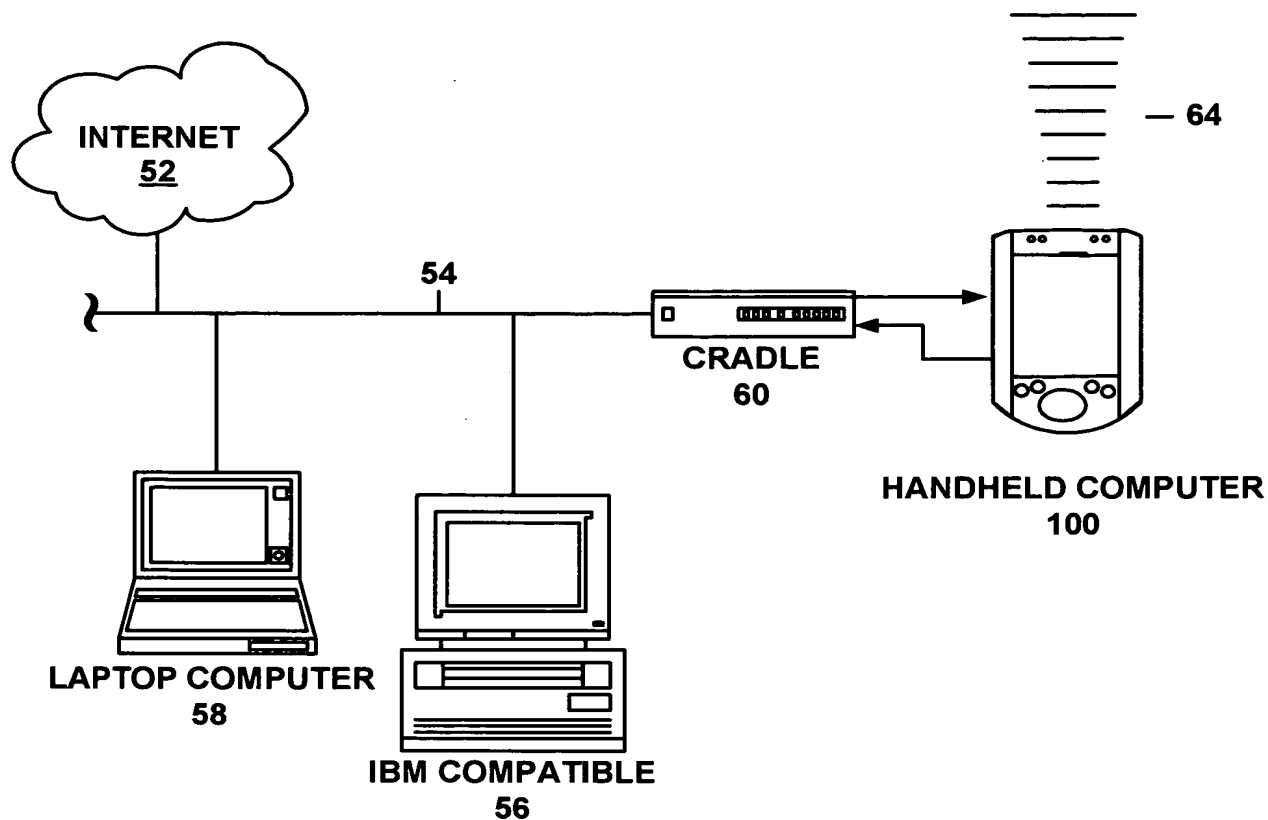 INTERNET
52
64
54
CRADLE
60
HANDHELD COMPUTER
100
LAPTOP COMPUTER
58
IBM COMPATIBLE
56